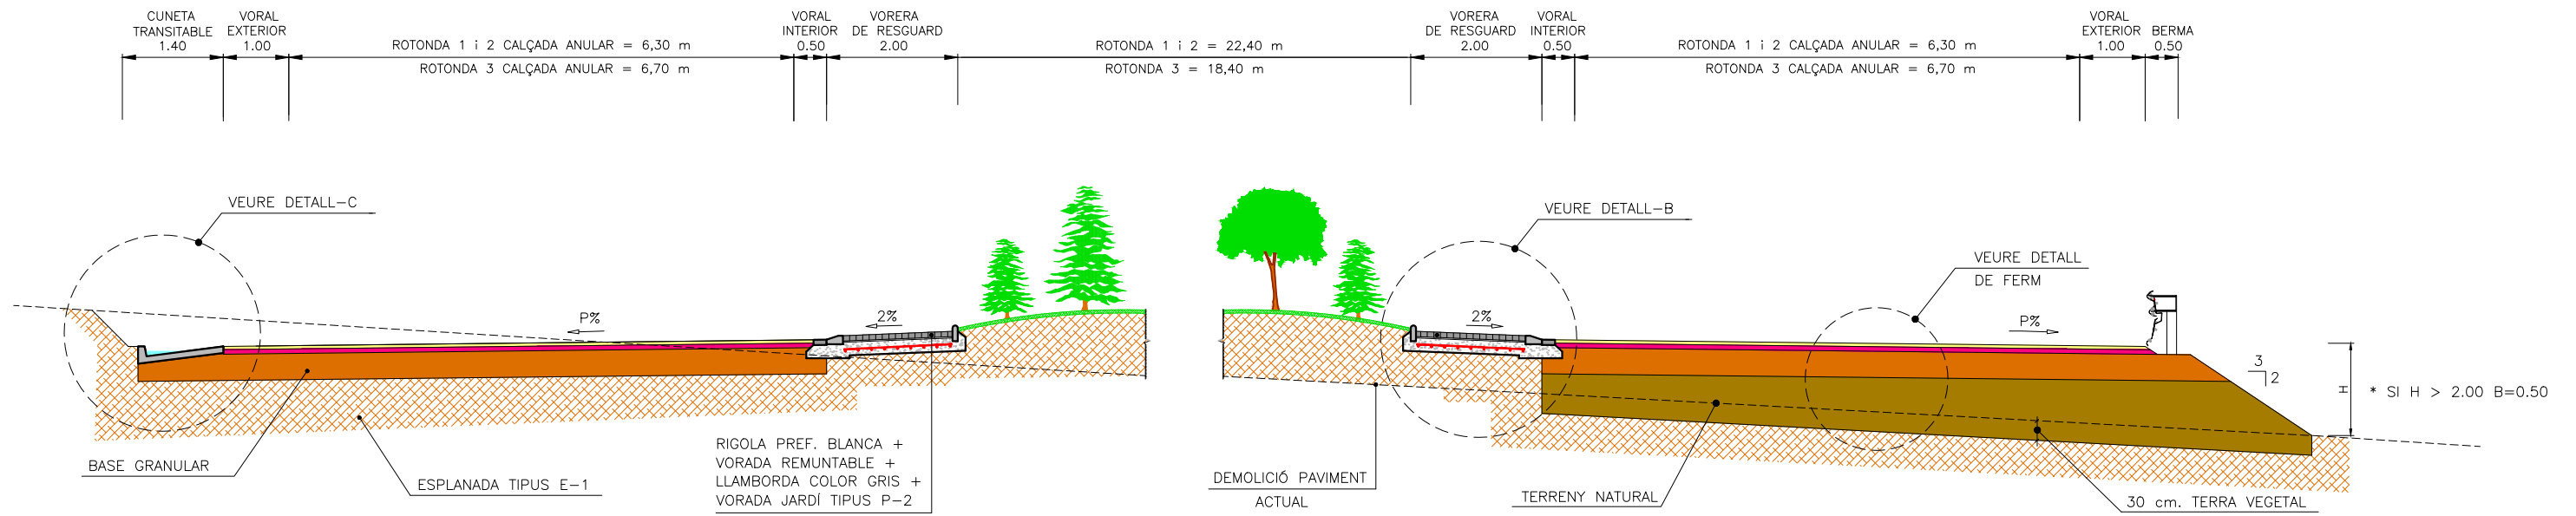 CUNETA
TRANSITABLE
1.40
VORAL
EXTERIOR
1.00
ROTONDA 1 i 2 CALÇADA ANULAR = 6,30 m
ROTONDA 3 CALÇADA ANULAR = 6,70 m
VORAL
INTERIOR
0.50
VORERA
DE RESGUARD
2.00
ROTONDA 1 i 2 = 22,40 m
ROTONDA 3 = 18,40 m
VORERA
DE RESGUARD
2.00
VORAL
INTERIOR
0.50
ROTONDA 1 i 2 CALÇADA ANULAR = 6,30 m
ROTONDA 3 CALÇADA ANULAR = 6,70 m
VORAL
EXTERIOR
1.00
BERMA
0.50
VEURE DETALL-C
VEURE DETALL-B
VEURE DETALL
DE FERM
P%
2%
2%
P%
3
2
H
* SI H > 2.00 B=0.50
BASE GRANULAR
ESPLANADA TIPUS E-1
RIGOLA PREF. BLANCA +
VORADA REMUNTABLE +
LLAMBORDA COLOR GRIS +
VORADA JARDÍ TIPUS P-2
DEMOLICIÓ PAVIMENT
ACTUAL
TERRENY NATURAL
30 cm. TERRA VEGETAL